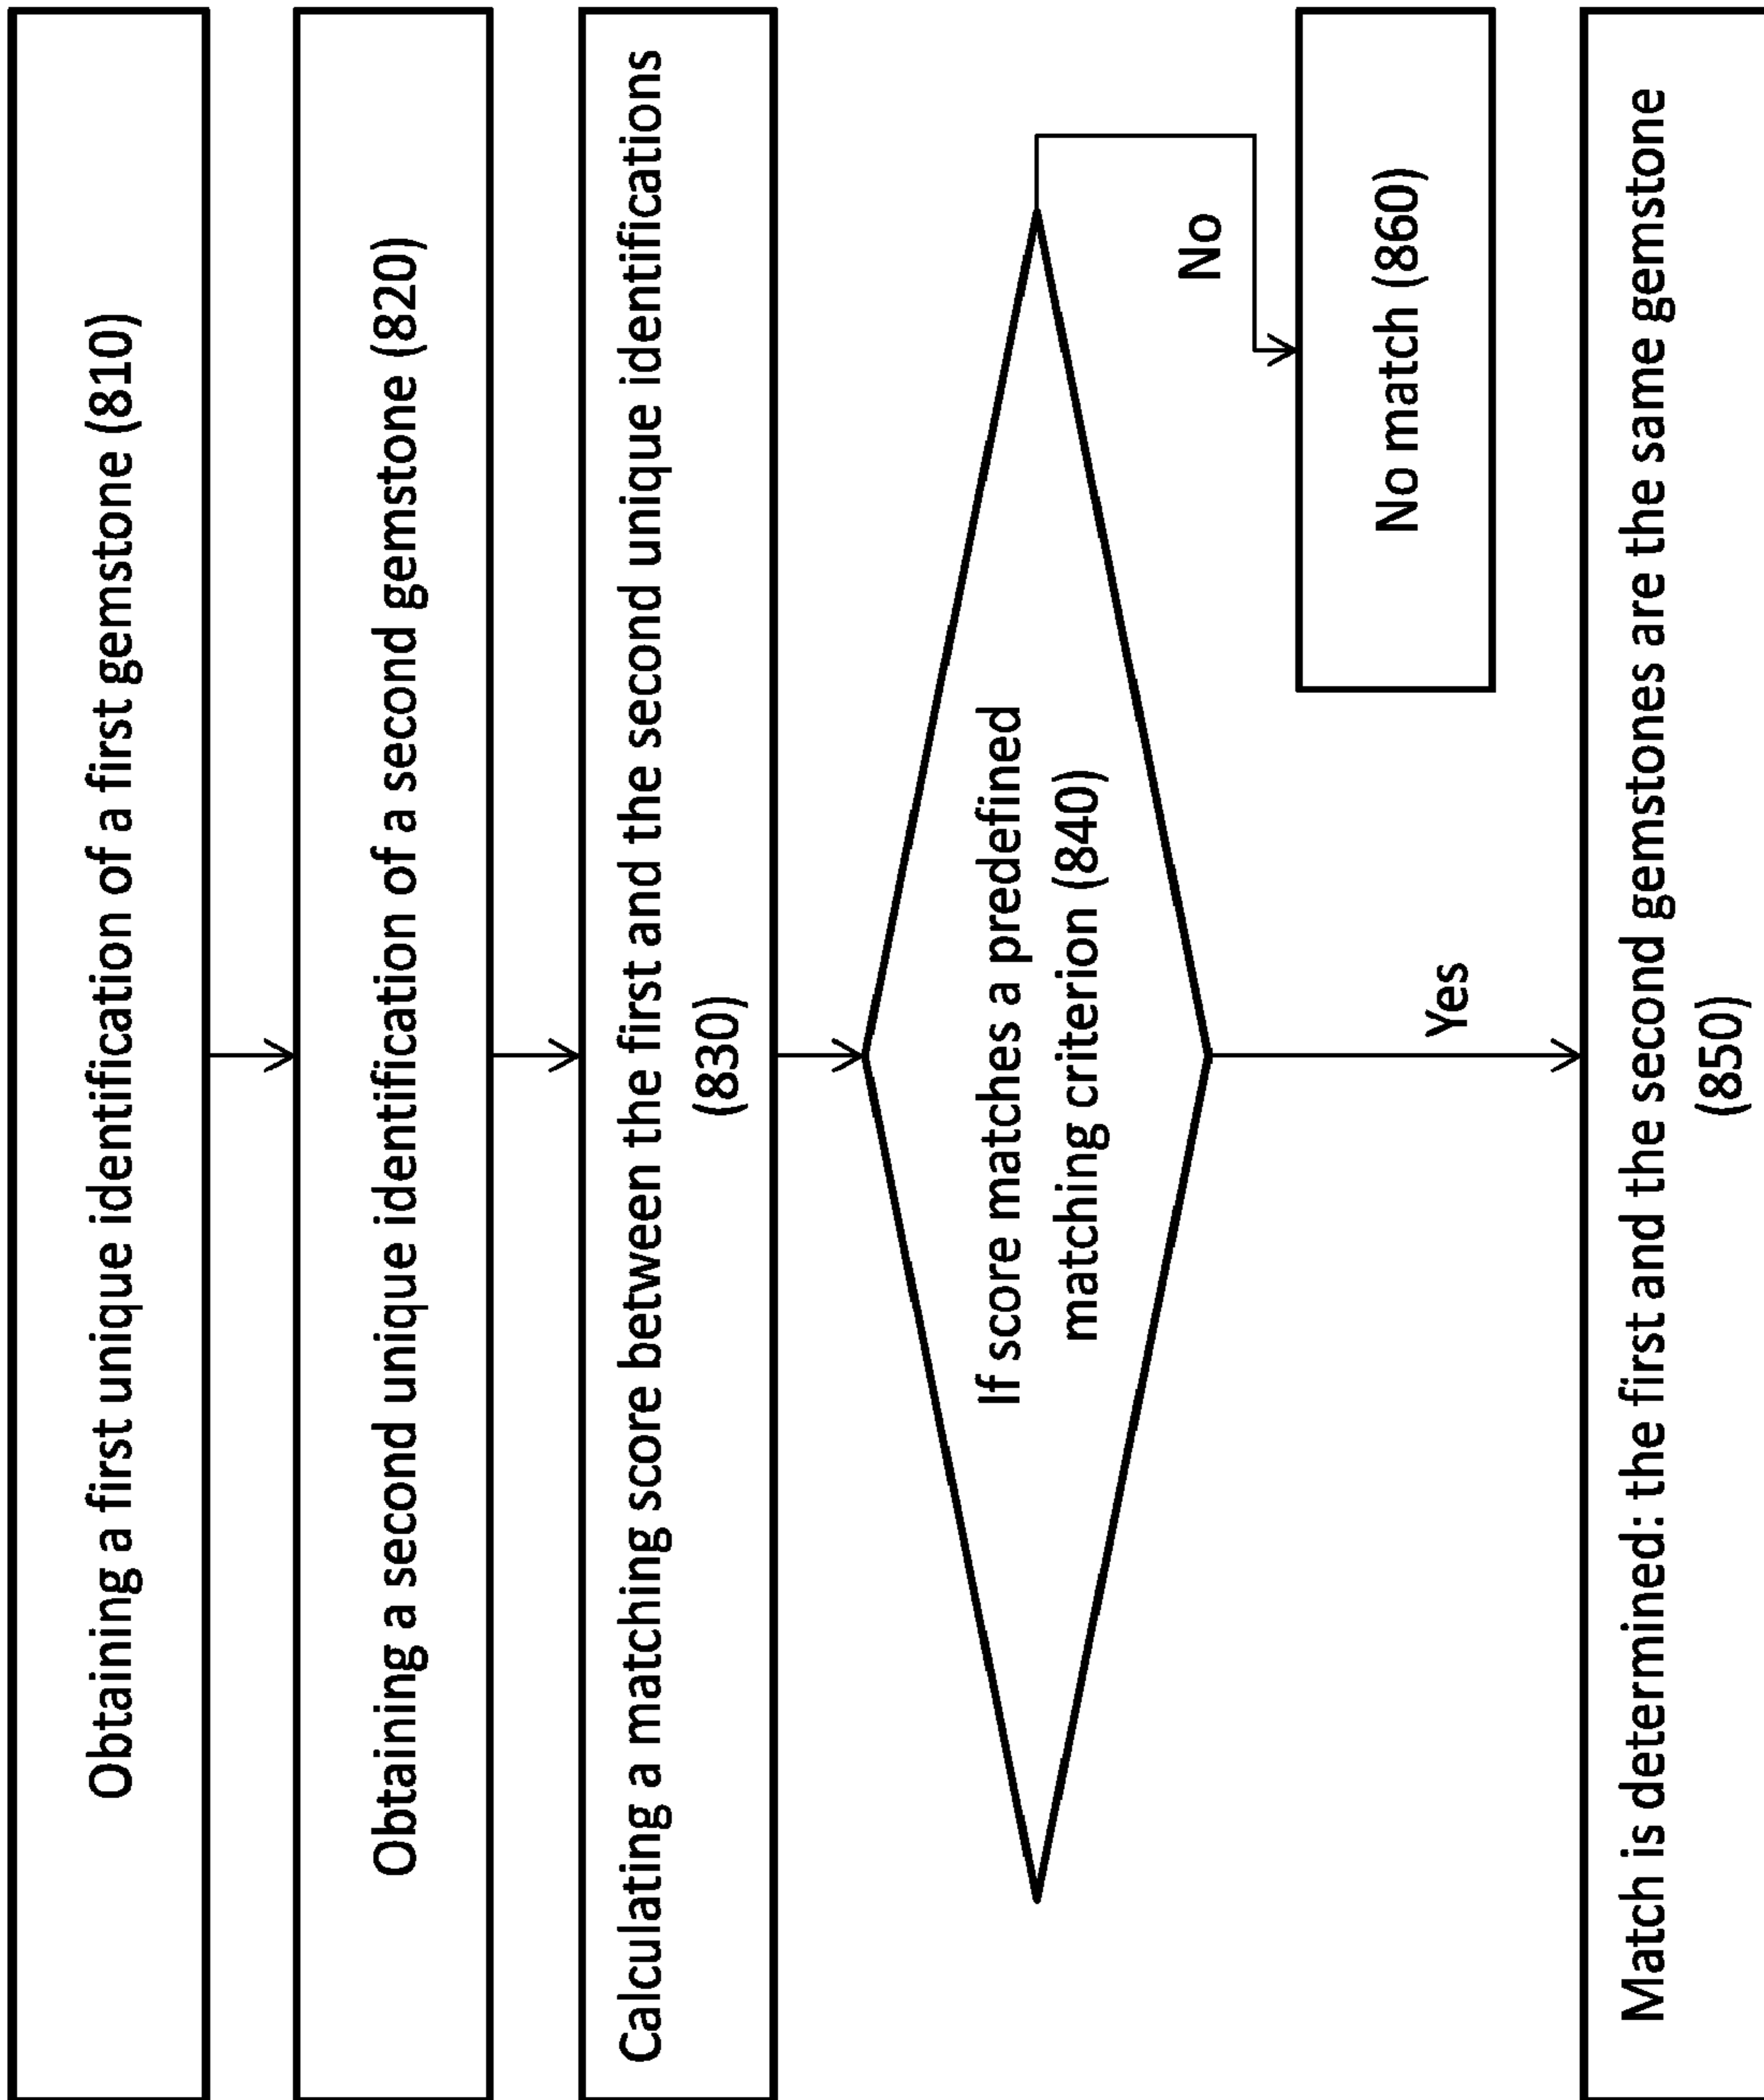 Obtaining a first unique identification of a first gemstone (810)
Obtaining a second unique identification of a second gemstone (820)
Calculating a matching score between the first and the second unique identifications
(830)
If score matches a predefined
matching criterion (840)
No
No match (860)
Yes
Match is determined: the first and the second gemstones are the same gemstone
(850)